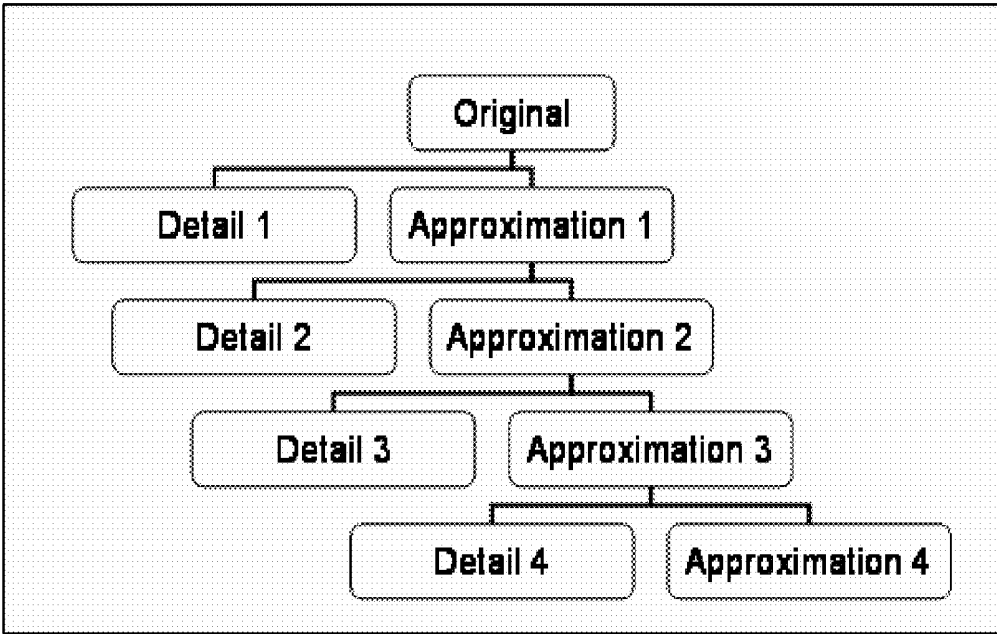 Original
Detail 1
Approximation 1
Detail 2
Approximation 2
Detail 3
Approximation 3
Detail 4
Approximation 4